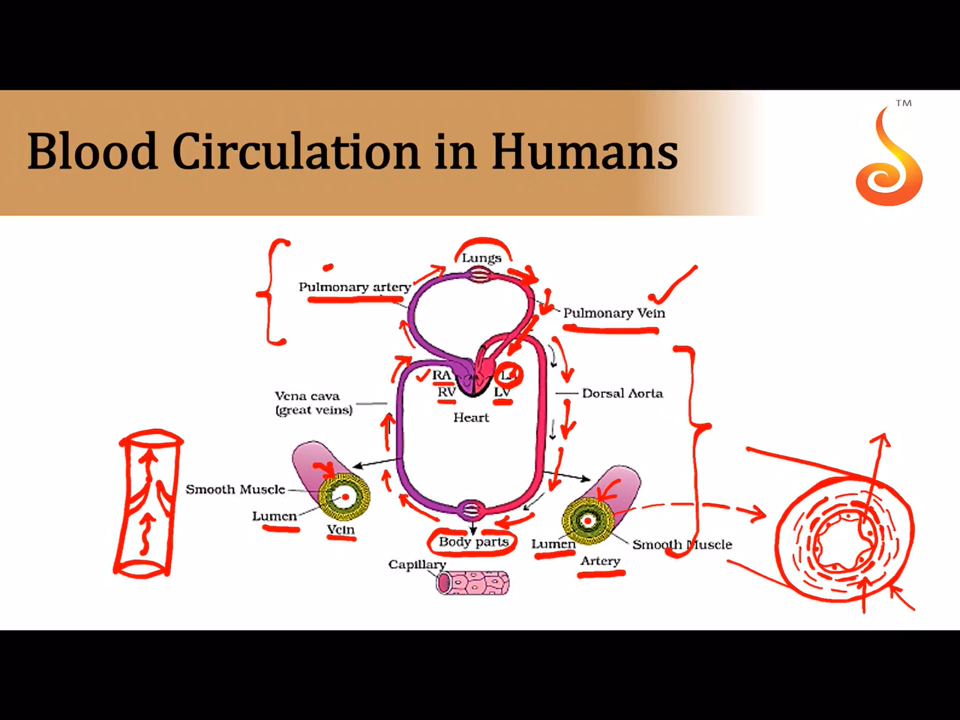 TM
Blood Circulation in Humans
Lungs
Pulmonary artery
Pulmonary Vein
RA
RV
LV
Vena cava
(great veins)
Dorsal Aorta
Heart
Smooth Muscle
Lumen
Vein
Body parts
Lumen
Smooth Muscle
Artery
Capillary